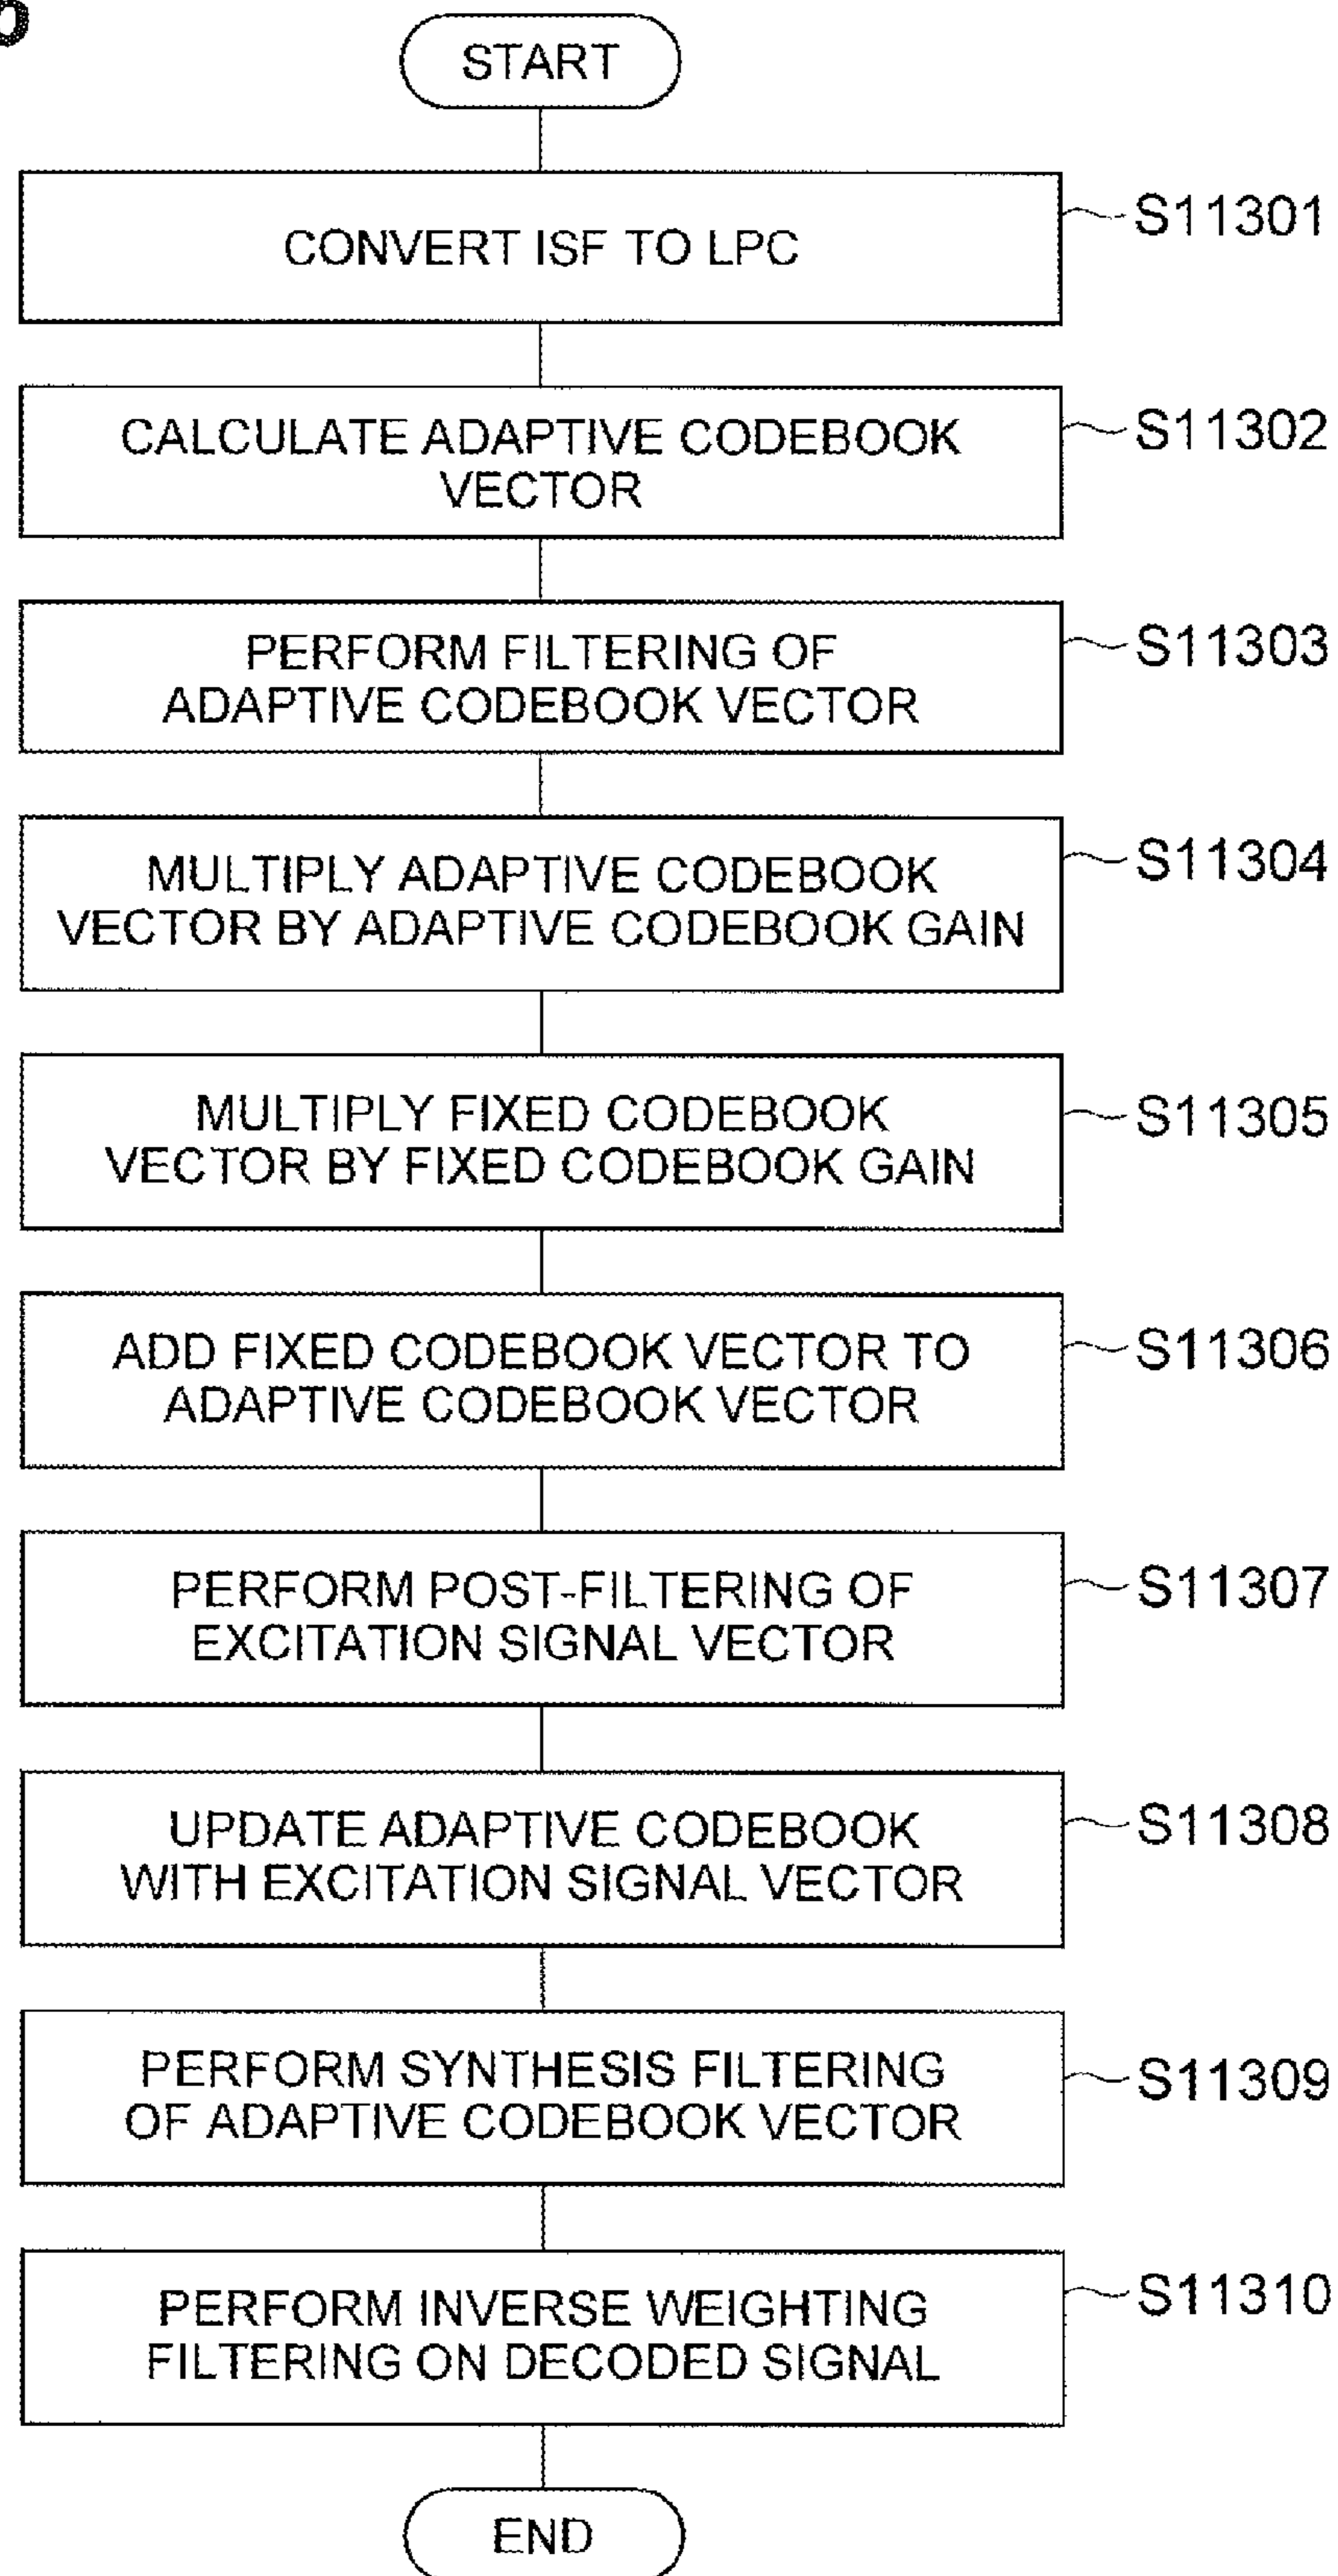 START
CONVERT ISF TO LPC
S11301
CALCULATE ADAPTIVE CODEBOOK
VECTOR
S11302
PERFORM FILTERING OF
ADAPTIVE CODEBOOK VECTOR
S11303
MULTIPLY ADAPTIVE CODEBOOK
VECTOR BY ADAPTIVE CODEBOOK GAIN
S11304
MULTIPLY FIXED CODEBOOK
VECTOR BY FIXED CODEBOOK GAIN
S11305
ADD FIXED CODEBOOK VECTOR TO
ADAPTIVE CODEBOOK VECTOR
S11306
PERFORM POST-FILTERING OF
EXCITATION SIGNAL VECTOR
S11307
UPDATE ADAPTIVE CODEBOOK
WITH EXCITATION SIGNAL VECTOR
S11308
PERFORM SYNTHESIS FILTERING
OF ADAPTIVE CODEBOOK VECTOR
S11309
PERFORM INVERSE WEIGHTING
FILTERING ON DECODED SIGNAL
S11310
END